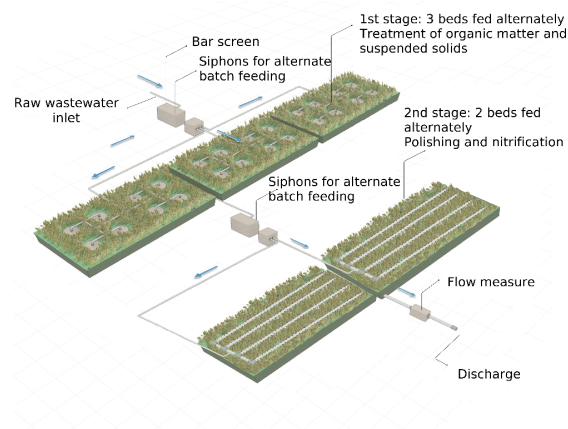 1st stage: 3 beds fed alternately
Treatment of organic matter and
suspended solids
Bar screen
Siphons for alternate
batch feeding
Raw wastewater
inlet
2nd stage: 2 beds fed
alternately
Polishing and nitrification
Siphons for alternate
batch feeding
Flow measure
Discharge